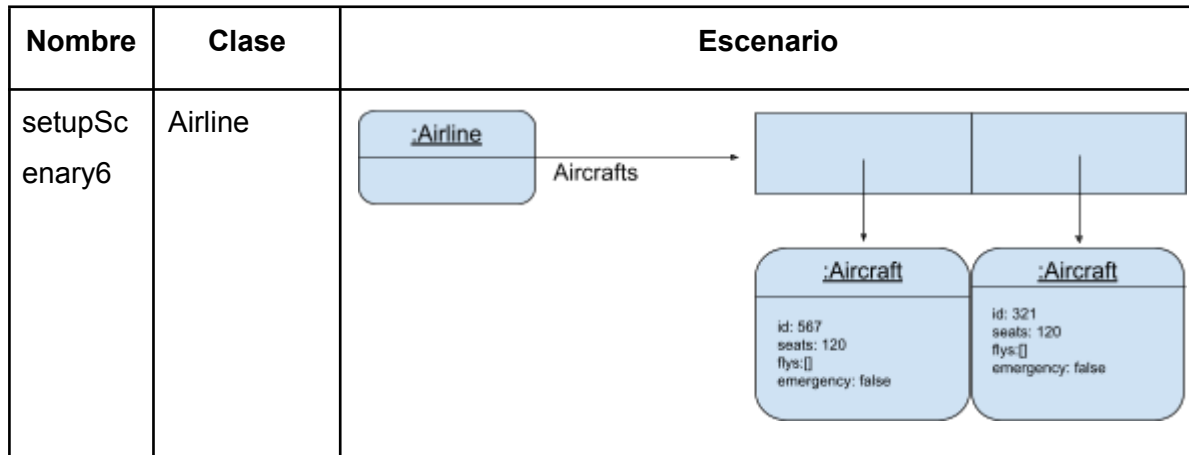 Nombre
Clase
Escenario
setupSc
enary6
Airline
:Airline
Aircrafts
:Aircraft
id: 567
seats: 120
flys:[]
emergency: false
:Aircraft
id: 321
seats: 120
flys:[]
emergency: false